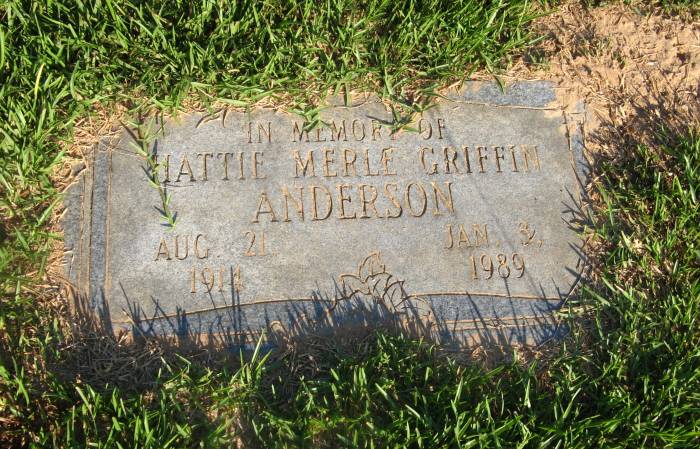 IN MEMORY OF
HATTIE MERLE GRIFFIN
ANDERSON
AUG. 21, JAN. 3,
1914 1989